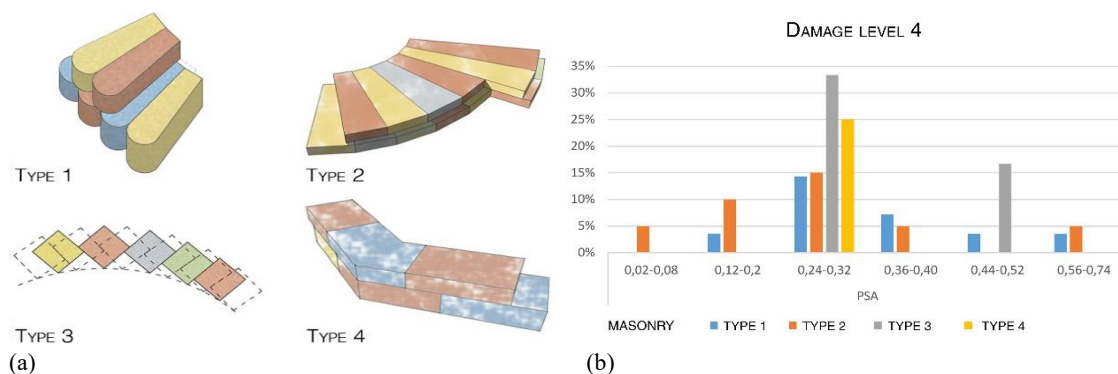 TYPE 1
TYPE 2
TYPE 3
TYPE 4
(a)
DAMAGE LEVEL 4
35%
30%
25%
20%
15%
10%
5%
0%
0,02-0,08 0,12-0,2 0,24-0,32 0,36-0,40 0,44-0,52 0,56-0,74
PSA
MASONRY TYPE 1 TYPE 2 TYPE 3 TYPE 4
(b)